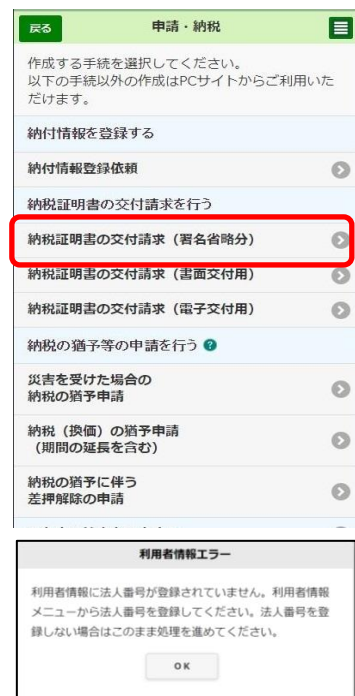 戻る
申請・納税
作成する手続を選択してください。
以下の手続以外の作成はPCサイトからご利用いた
だけます。
納付情報を登録する
納付情報登録依頼
納税証明書の交付請求を行う
納税証明書の交付請求（署名省略分）
納税証明書の交付請求（書面交付用）
納税証明書の交付請求（電子交付用）
納税の猶予等の申請を行う ?
災害を受けた場合の
納税の猶予申請
納税（換価）の猶予申請
（期間の延長を含む）
納税の猶予に伴う
差押解除の申請
利用者情報エラー
利用者情報に法人番号が登録されていません。利用者情報
メニューから法人番号を登録してください。法人番号を登
録しない場合はこのまま処理を進めてください。
OK